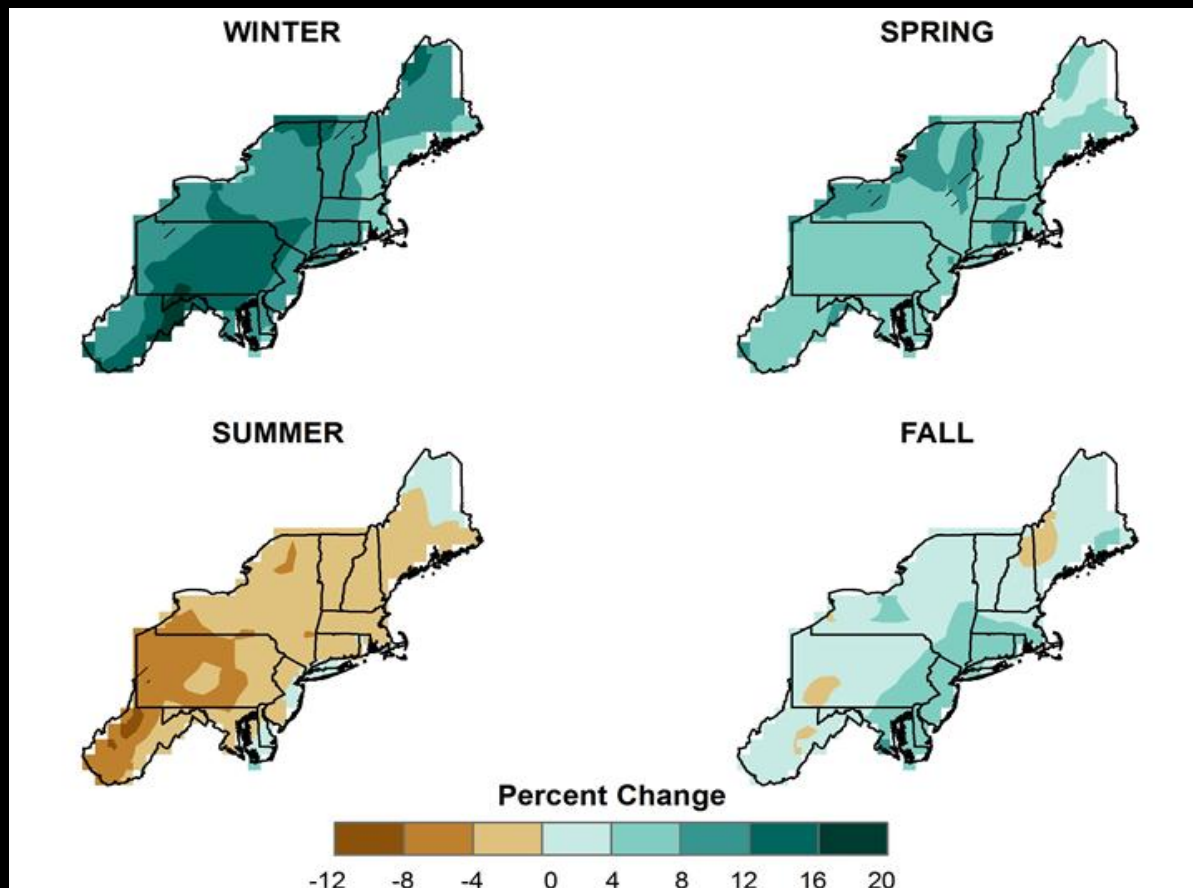 WINTER
SPRING
SUMMER
FALL
Percent Change
-12 -8 -4 0 4 8 12 16 20